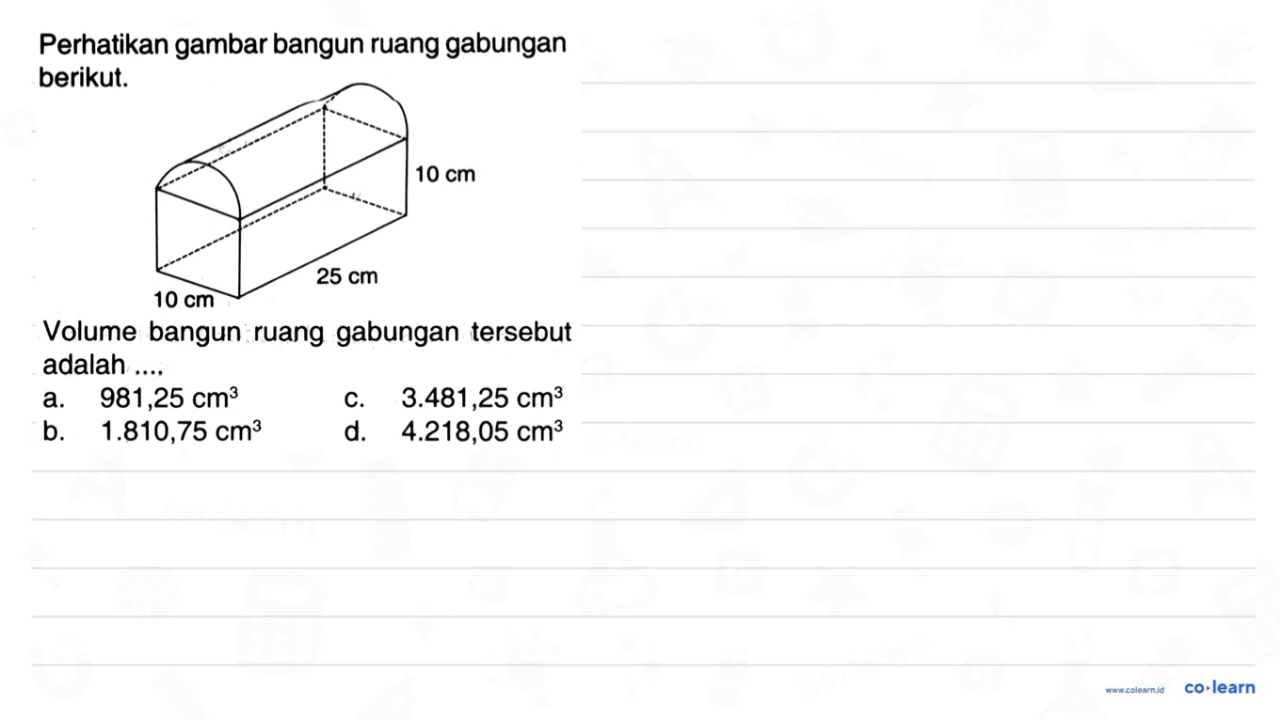 Perhatikan gambar bangun ruang gabungan
berikut.
10 cm
25 cm
10 cm
Volume bangun ruang gabungan tersebut
adalah ....
a. 981,25 cm³ c. 3.481,25 cm³
b. 1.810,75 cm³ d. 4.218,05 cm³
www.colearn.id co·learn